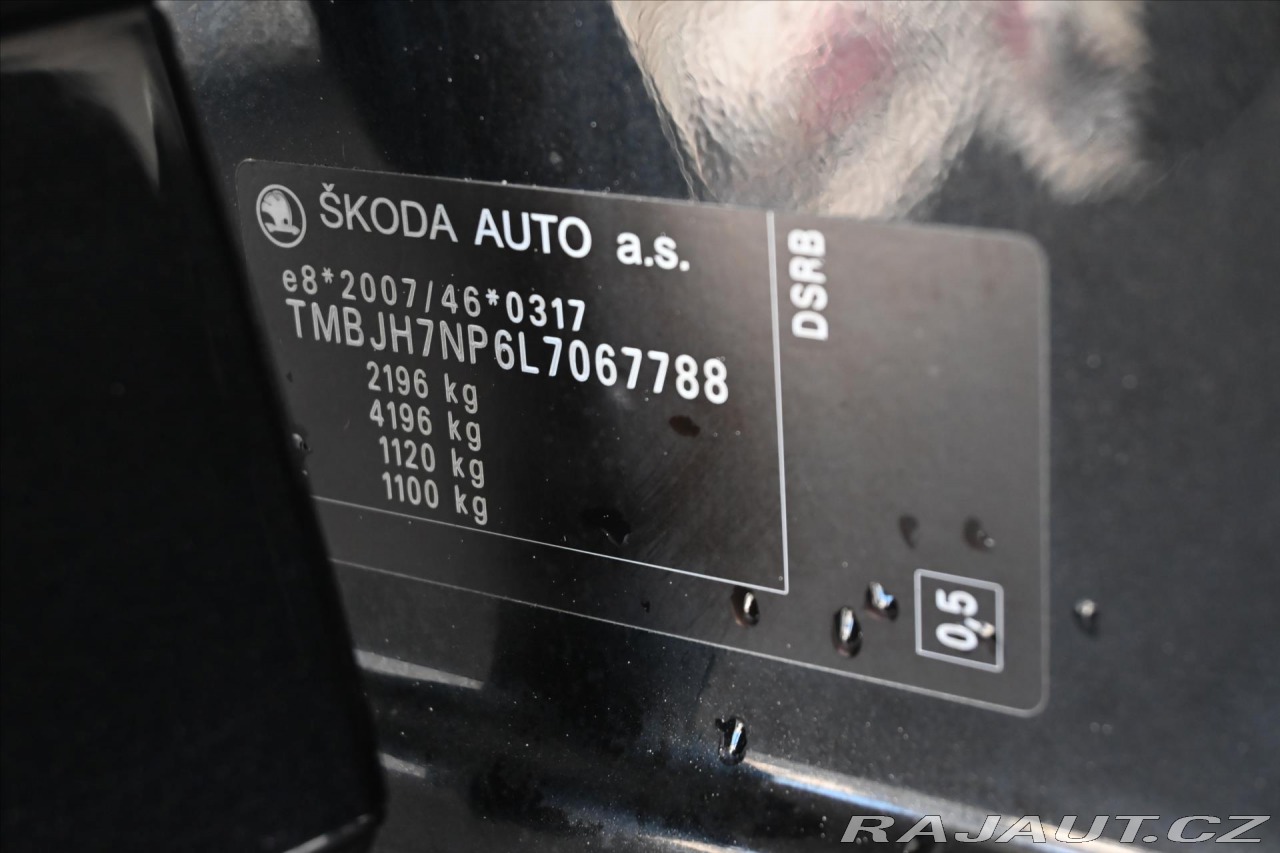 ŠKODA AUTO a.s.
e8*2007/46*0317
TMBJH7NP6L7067788
2196 kg
4196 kg
1120 kg
1100 kg
DSRB
0,5
RAJAUT.CZ